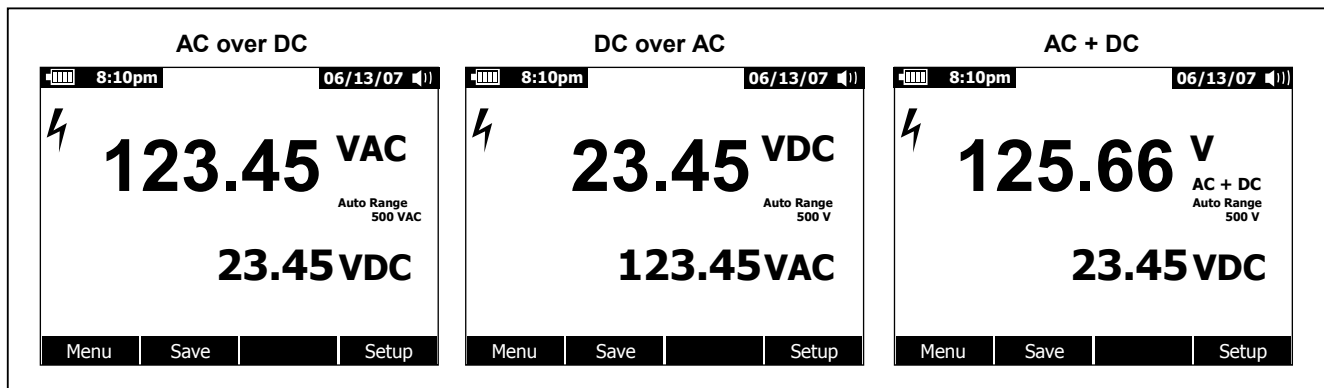 AC over DC
8:10pm 06/13/07
123.45 VAC
Auto Range
500 VAC
23.45 VDC
Menu Save Setup
DC over AC
8:10pm 06/13/07
23.45 VDC
Auto Range
500 V
123.45 VAC
Menu Save Setup
AC + DC
8:10pm 06/13/07
125.66 V
AC + DC
Auto Range
500 V
23.45 VDC
Menu Save Setup